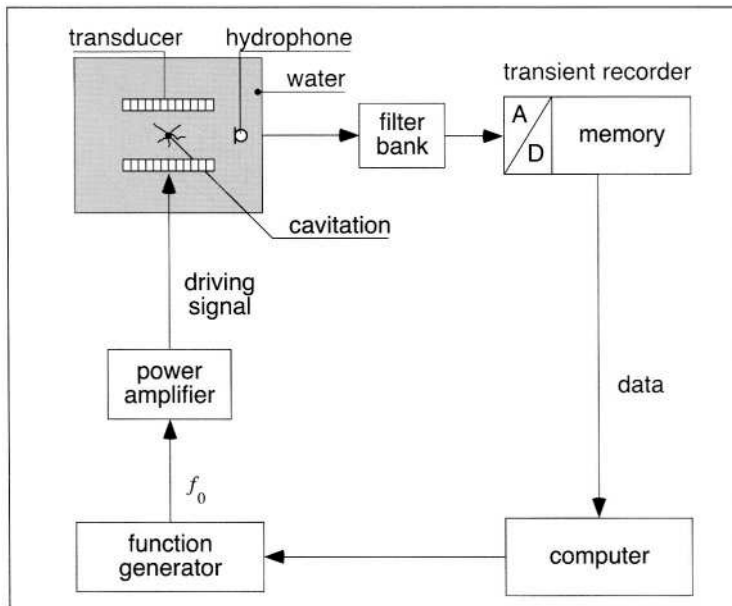 transducer
hydrophone
water
transient recorder
filter
bank
A
D
memory
cavitation
driving
signal
power
amplifier
data
f0
function
generator
computer